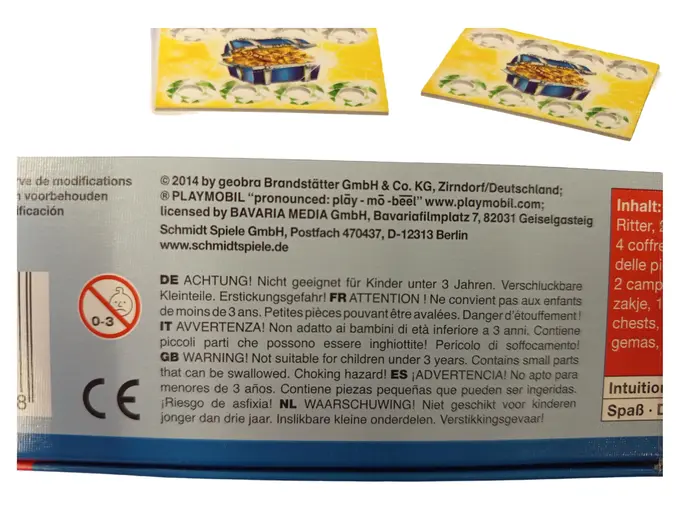 rve de modifications
n voorbehouden
ificación
© 2014 by geobra Brandstätter GmbH & Co. KG, Zirndorf/Deutschland;
® PLAYMOBIL "pronounced: plāy - mō - bēēl" www.playmobil.com;
licensed by BAVARIA MEDIA GmbH, Bavariafilmplatz 7, 82031 Geiselgasteig
Schmidt Spiele GmbH, Postfach 470437, D-12313 Berlin
www.schmidtspiele.de
0-3
CE
8
DE ACHTUNG! Nicht geeignet für Kinder unter 3 Jahren. Verschluckbare
Kleinteile. Erstickungsgefahr! FR ATTENTION ! Ne convient pas aux enfants
de moins de 3 ans. Petites pièces pouvant être avalées. Danger d'étouffement !
IT AVVERTENZA! Non adatto ai bambini di età inferiore a 3 anni. Contiene
piccoli parti che possono essere inghiottite! Pericolo di soffocamento!
GB WARNING! Not suitable for children under 3 years. Contains small parts
that can be swallowed. Choking hazard! ES ¡ADVERTENCIA! No apto para
menores de 3 años. Contiene piezas pequeñas que pueden ser ingeridas.
¡Riesgo de asfixia! NL WAARSCHUWING! Niet geschikt voor kinderen
jonger dan drie jaar. Inslikbare kleine onderdelen. Verstikkingsgevaar!
Inhalt:
Ritter, 2
4 coffre
delle pi
2 camp
zakje, 1
chests,
gemas,
Intuition
Spaß · D